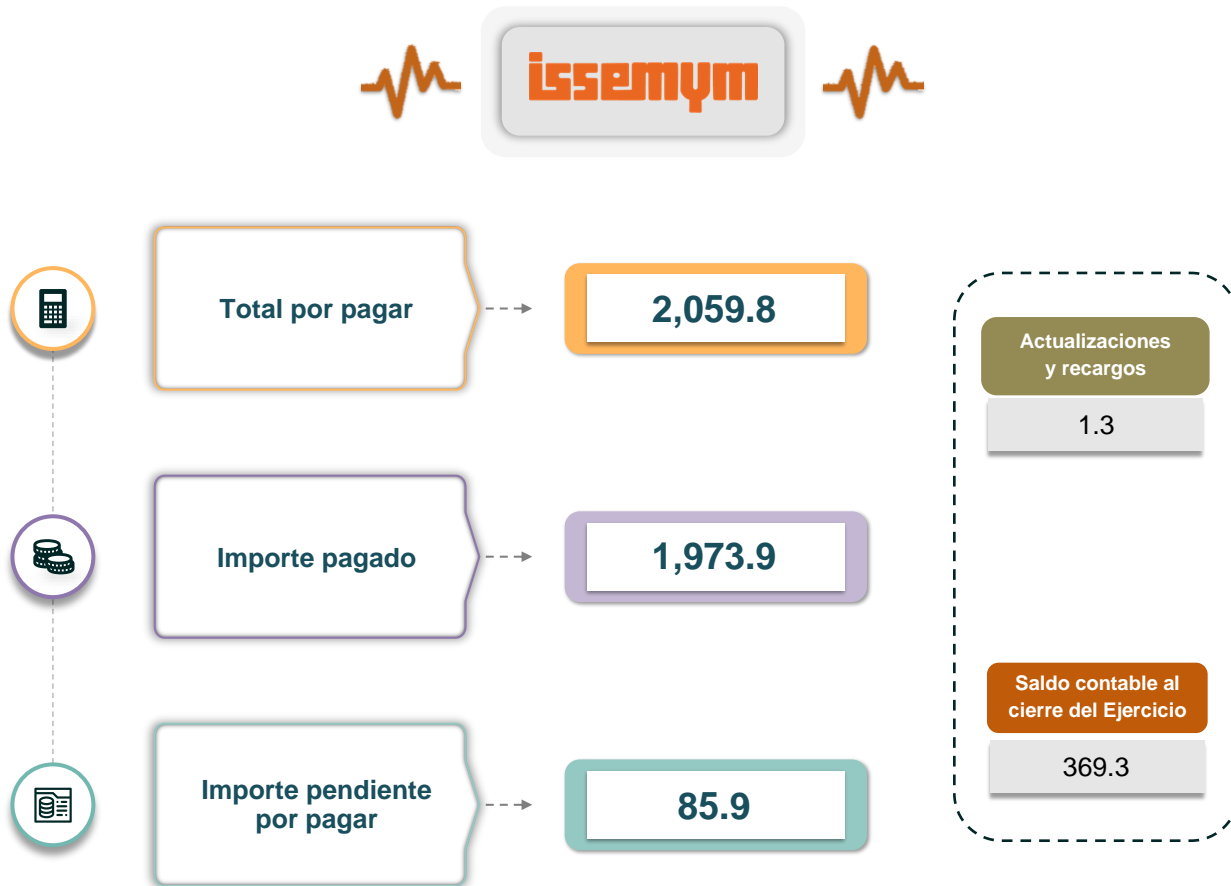 issemym
Total por pagar
2,059.8
Importe pagado
1,973.9
Importe pendiente
por pagar
85.9
Actualizaciones
y recargos
1.3
Saldo contable al
cierre del Ejercicio
369.3